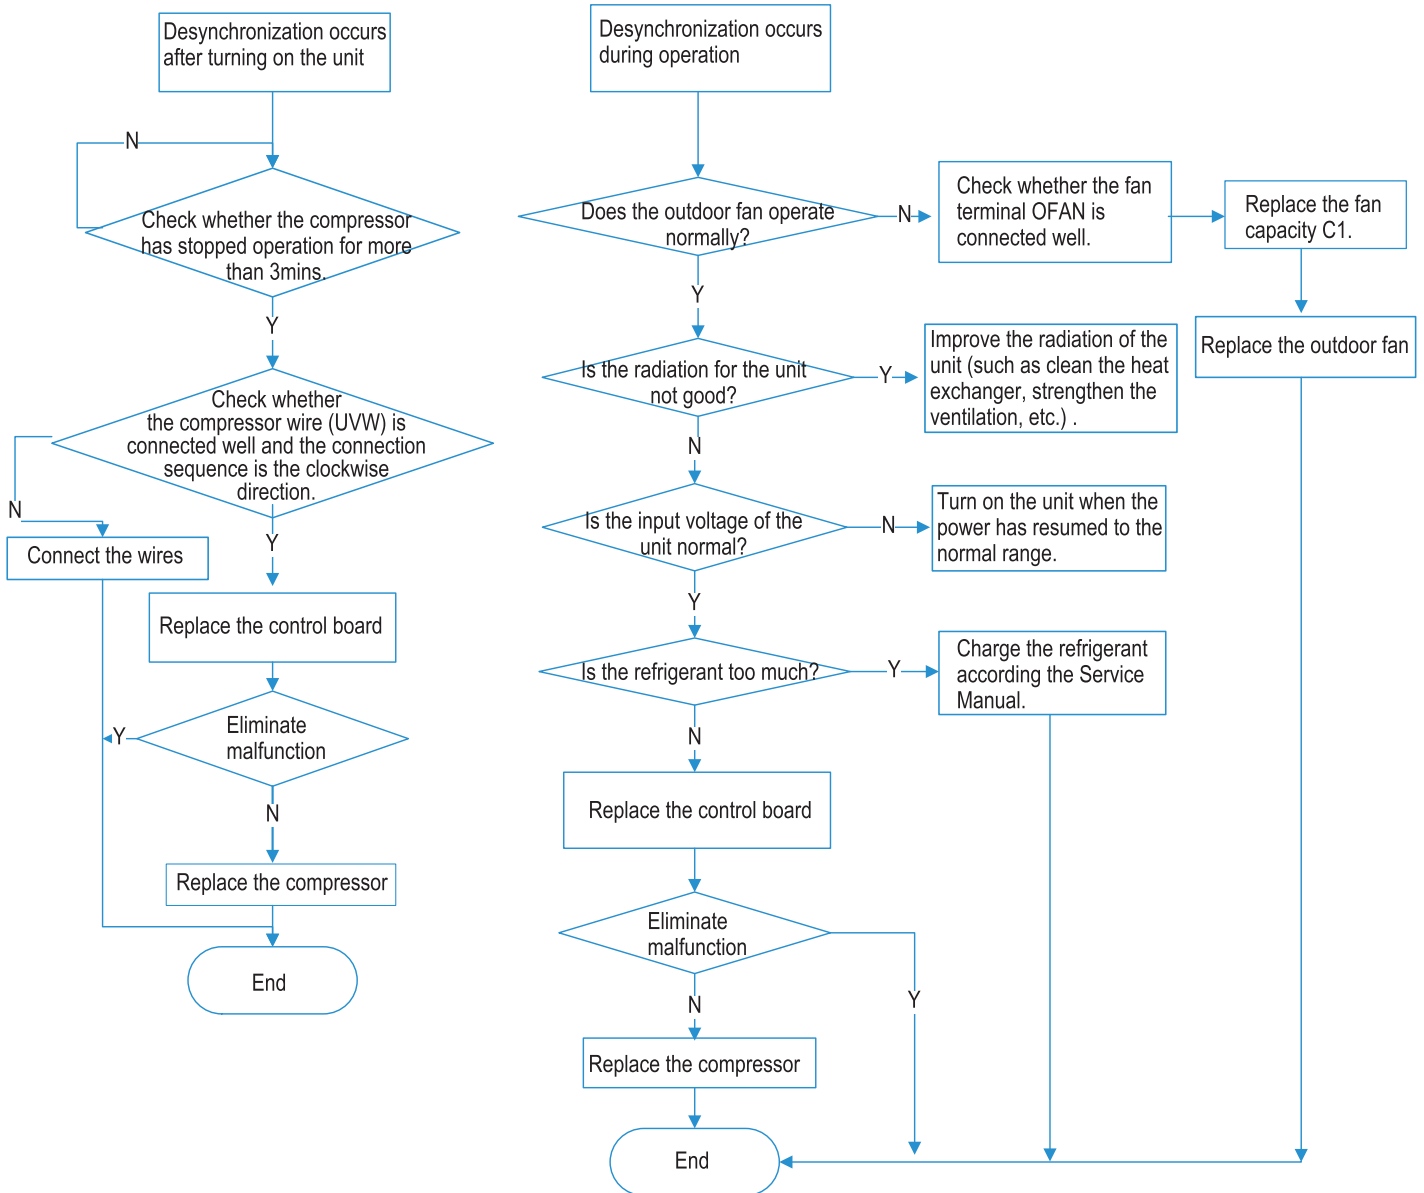 Desynchronization occurs
after turning on the unit
N
Check whether the compressor
has stopped operation for more
than 3mins.
Y
Check whether
the compressor wire (UVW) is
connected well and the connection
sequence is the clockwise
direction.
N
Connect the wires
Y
Replace the control board
Eliminate
malfunction
Y
N
Replace the compressor
End
Desynchronization occurs
during operation
Does the outdoor fan operate
normally?
N
Check whether the fan
terminal OFAN is
connected well.
Replace the fan
capacity C1.
Replace the outdoor fan
Y
Is the radiation for the unit
not good?
Y
Improve the radiation of the
unit (such as clean the heat
exchanger, strengthen the
ventilation, etc.) .
N
Is the input voltage of the
unit normal?
N
Turn on the unit when the
power has resumed to the
normal range.
Y
Is the refrigerant too much?
Y
Charge the refrigerant
according the Service
Manual.
N
Replace the control board
Eliminate
malfunction
Y
N
Replace the compressor
End